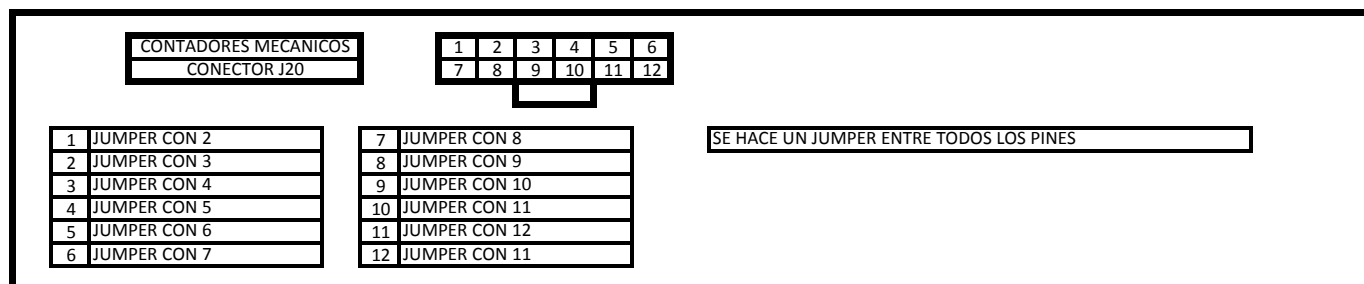 CONTADORES MECANICOS
CONECTOR J20
1 2 3 4 5 6
7 8 9 10 11 12
1 JUMPER CON 2
2 JUMPER CON 3
3 JUMPER CON 4
4 JUMPER CON 5
5 JUMPER CON 6
6 JUMPER CON 7
7 JUMPER CON 8
8 JUMPER CON 9
9 JUMPER CON 10
10 JUMPER CON 11
11 JUMPER CON 12
12 JUMPER CON 11
SE HACE UN JUMPER ENTRE TODOS LOS PINES